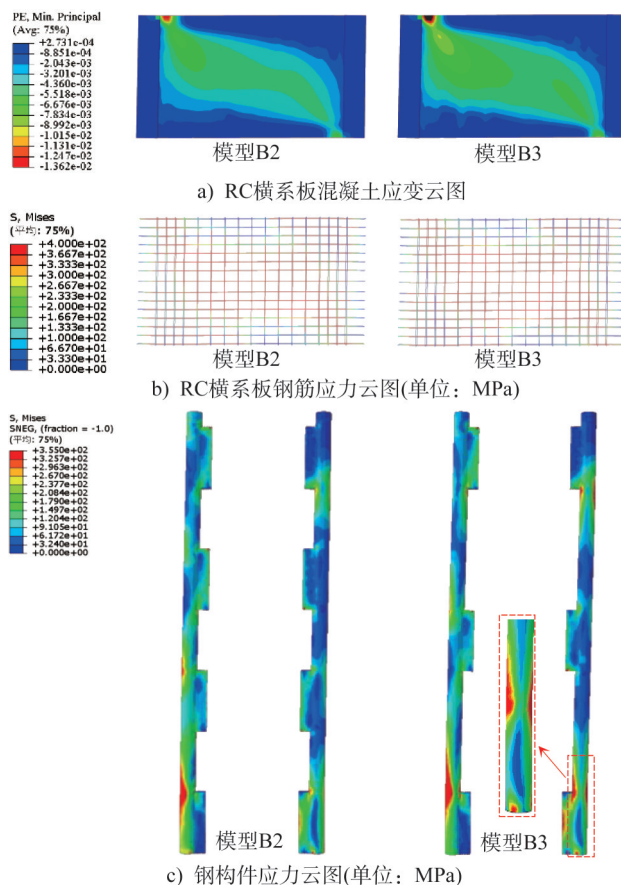 PE, Min. Principal
(Avg: 75%)
+2.731e-04
-8.851e-04
-2.043e-03
-3.201e-03
-4.360e-03
-5.518e-03
-6.676e-03
-7.834e-03
-8.992e-03
-1.015e-02
-1.131e-02
-1.247e-02
-1.362e-02
模型B2
模型B3
a) RC横系板混凝土应变云图
S, Mises
(平均: 75%)
+4.000e+02
+3.667e+02
+3.333e+02
+3.000e+02
+2.667e+02
+2.333e+02
+2.000e+02
+1.667e+02
+1.333e+02
+1.000e+02
+6.670e+01
+3.330e+01
+0.000e+00
模型B2
模型B3
b) RC横系板钢筋应力云图(单位：MPa)
S, Mises
SNEG, (fraction = -1.0)
(平均: 75%)
+3.550e+02
+3.257e+02
+2.963e+02
+2.670e+02
+2.377e+02
+2.084e+02
+1.790e+02
+1.497e+02
+1.204e+02
+9.105e+01
+6.172e+01
+3.240e+01
+0.000e+00
模型B2
模型B3
c) 钢构件应力云图(单位：MPa)